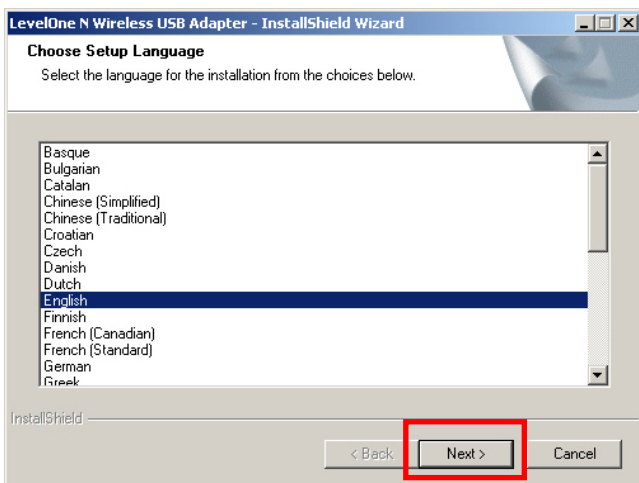 LevelOne N Wireless USB Adapter - InstallShield Wizard
Choose Setup Language
Select the language for the installation from the choices below.
Basque
Bulgarian
Catalan
Chinese (Simplified)
Chinese (Traditional)
Croatian
Czech
Danish
Dutch
English
Finnish
French (Canadian)
French (Standard)
German
Greek
InstallShield
< Back Next > Cancel